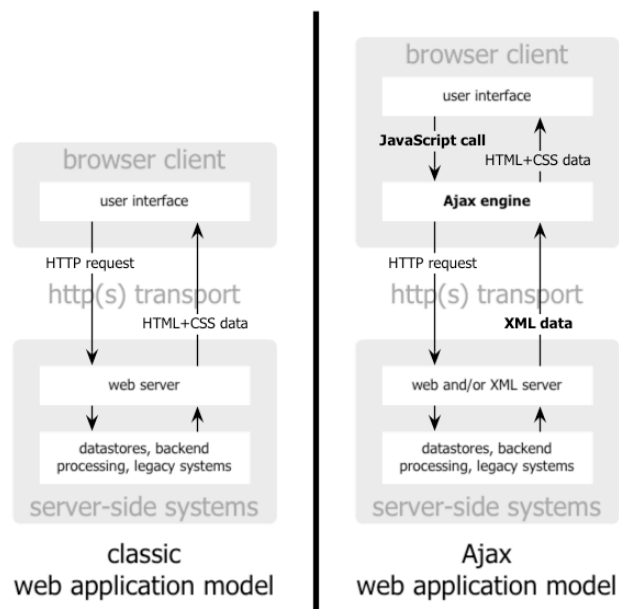 browser client
user interface
HTTP request
http(s) transport
HTML+CSS data
web server
datastores, backend
processing, legacy systems
server-side systems
classic
web application model
browser client
user interface
JavaScript call
HTML+CSS data
Ajax engine
HTTP request
http(s) transport
XML data
web and/or XML server
datastores, backend
processing, legacy systems
server-side systems
Ajax
web application model